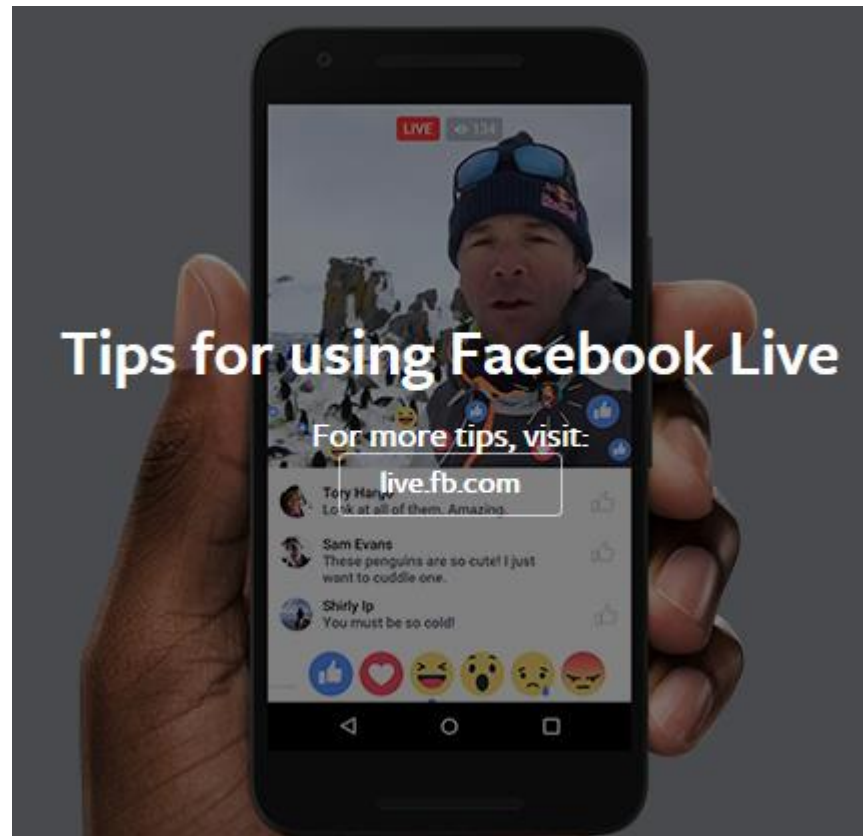 LIVE 134
Tips for using Facebook Live
For more tips, visit:
live.fb.com
Tory Hargo
Look at all of them. Amazing.
Sam Evans
These penguins are so cute! I just
want to cuddle one.
Shirly Ip
You must be so cold!